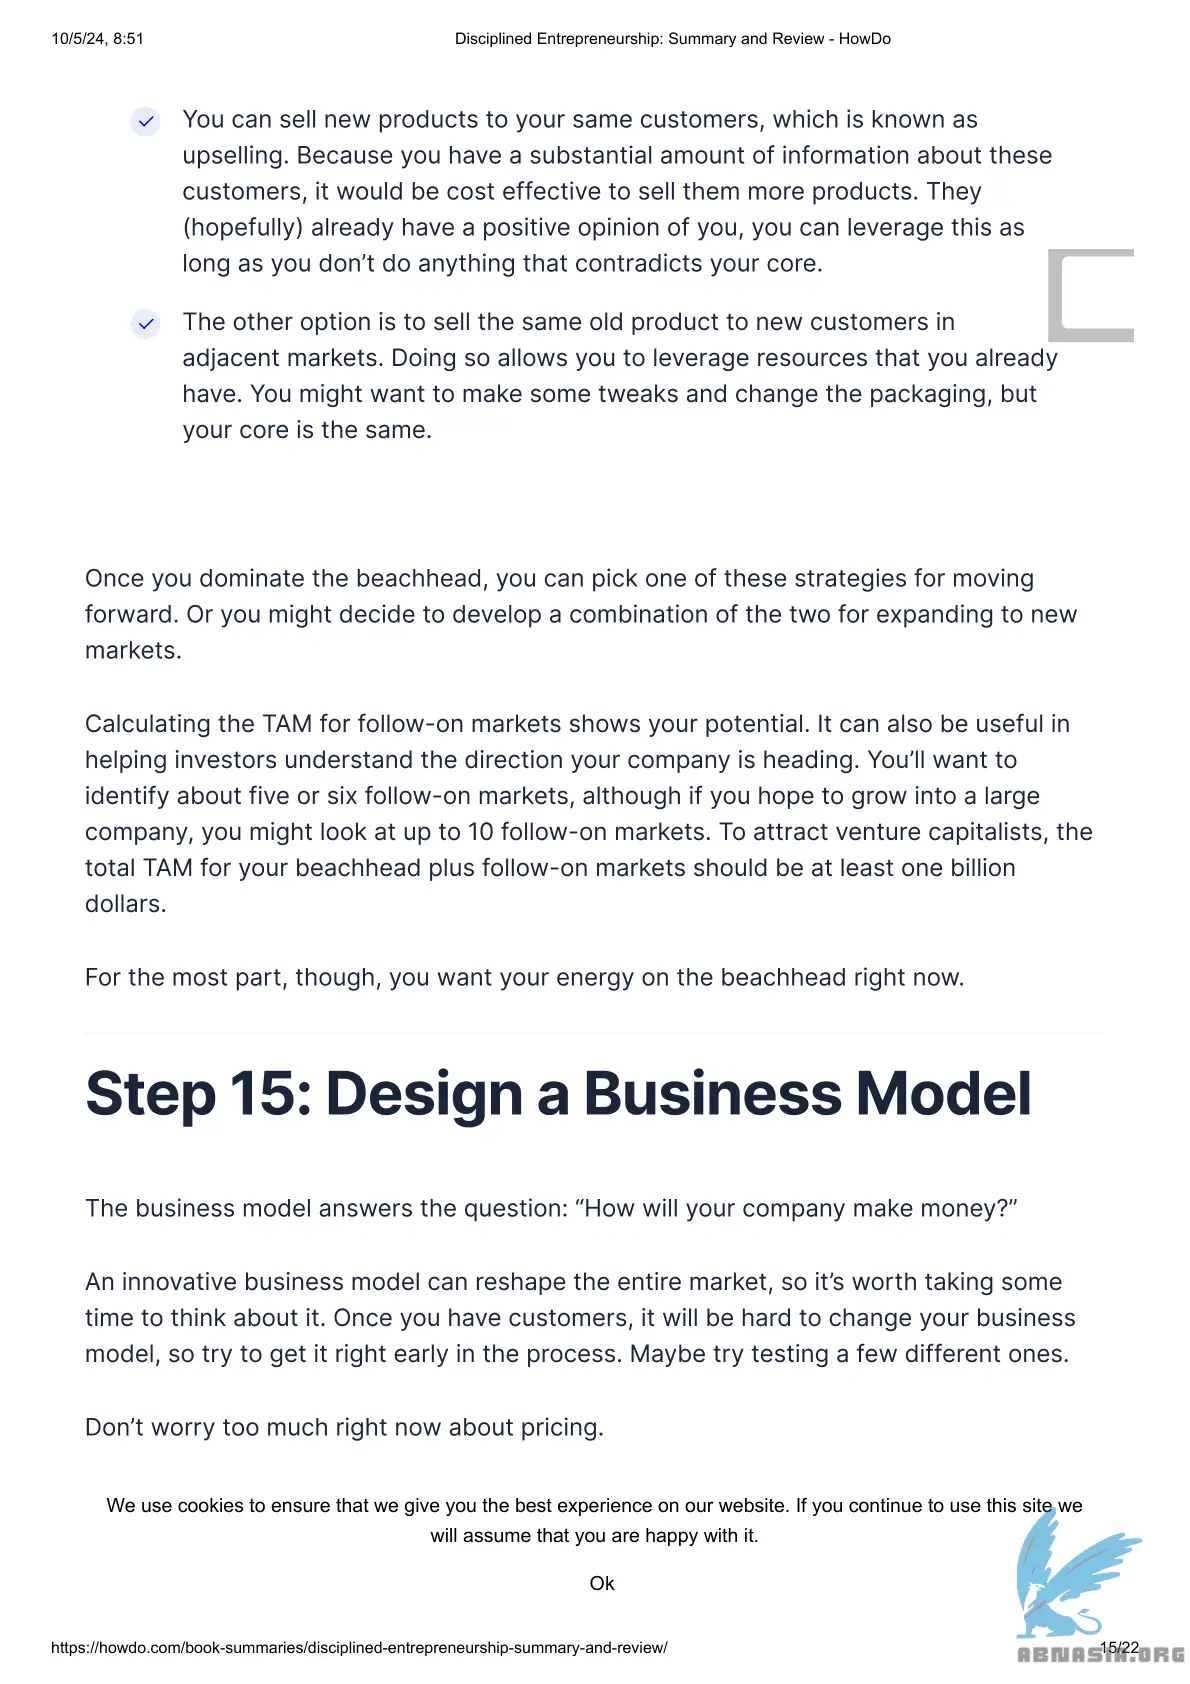 10/5/24, 8:51 Disciplined Entrepreneurship: Summary and Review - HowDo
You can sell new products to your same customers, which is known as
upselling. Because you have a substantial amount of information about these
customers, it would be cost effective to sell them more products. They
(hopefully) already have a positive opinion of you, you can leverage this as
long as you don’t do anything that contradicts your core.
The other option is to sell the same old product to new customers in
adjacent markets. Doing so allows you to leverage resources that you already
have. You might want to make some tweaks and change the packaging, but
your core is the same.
Once you dominate the beachhead, you can pick one of these strategies for moving
forward. Or you might decide to develop a combination of the two for expanding to new
markets.
Calculating the TAM for follow-on markets shows your potential. It can also be useful in
helping investors understand the direction your company is heading. You’ll want to
identify about five or six follow-on markets, although if you hope to grow into a large
company, you might look at up to 10 follow-on markets. To attract venture capitalists, the
total TAM for your beachhead plus follow-on markets should be at least one billion
dollars.
For the most part, though, you want your energy on the beachhead right now.
Step 15: Design a Business Model
The business model answers the question: “How will your company make money?”
An innovative business model can reshape the entire market, so it’s worth taking some
time to think about it. Once you have customers, it will be hard to change your business
model, so try to get it right early in the process. Maybe try testing a few different ones.
Don’t worry too much right now about pricing.
We use cookies to ensure that we give you the best experience on our website. If you continue to use this site we
will assume that you are happy with it.
Ok
https://howdo.com/book-summaries/disciplined-entrepreneurship-summary-and-review/ 15/22
ABNASIA.ORG